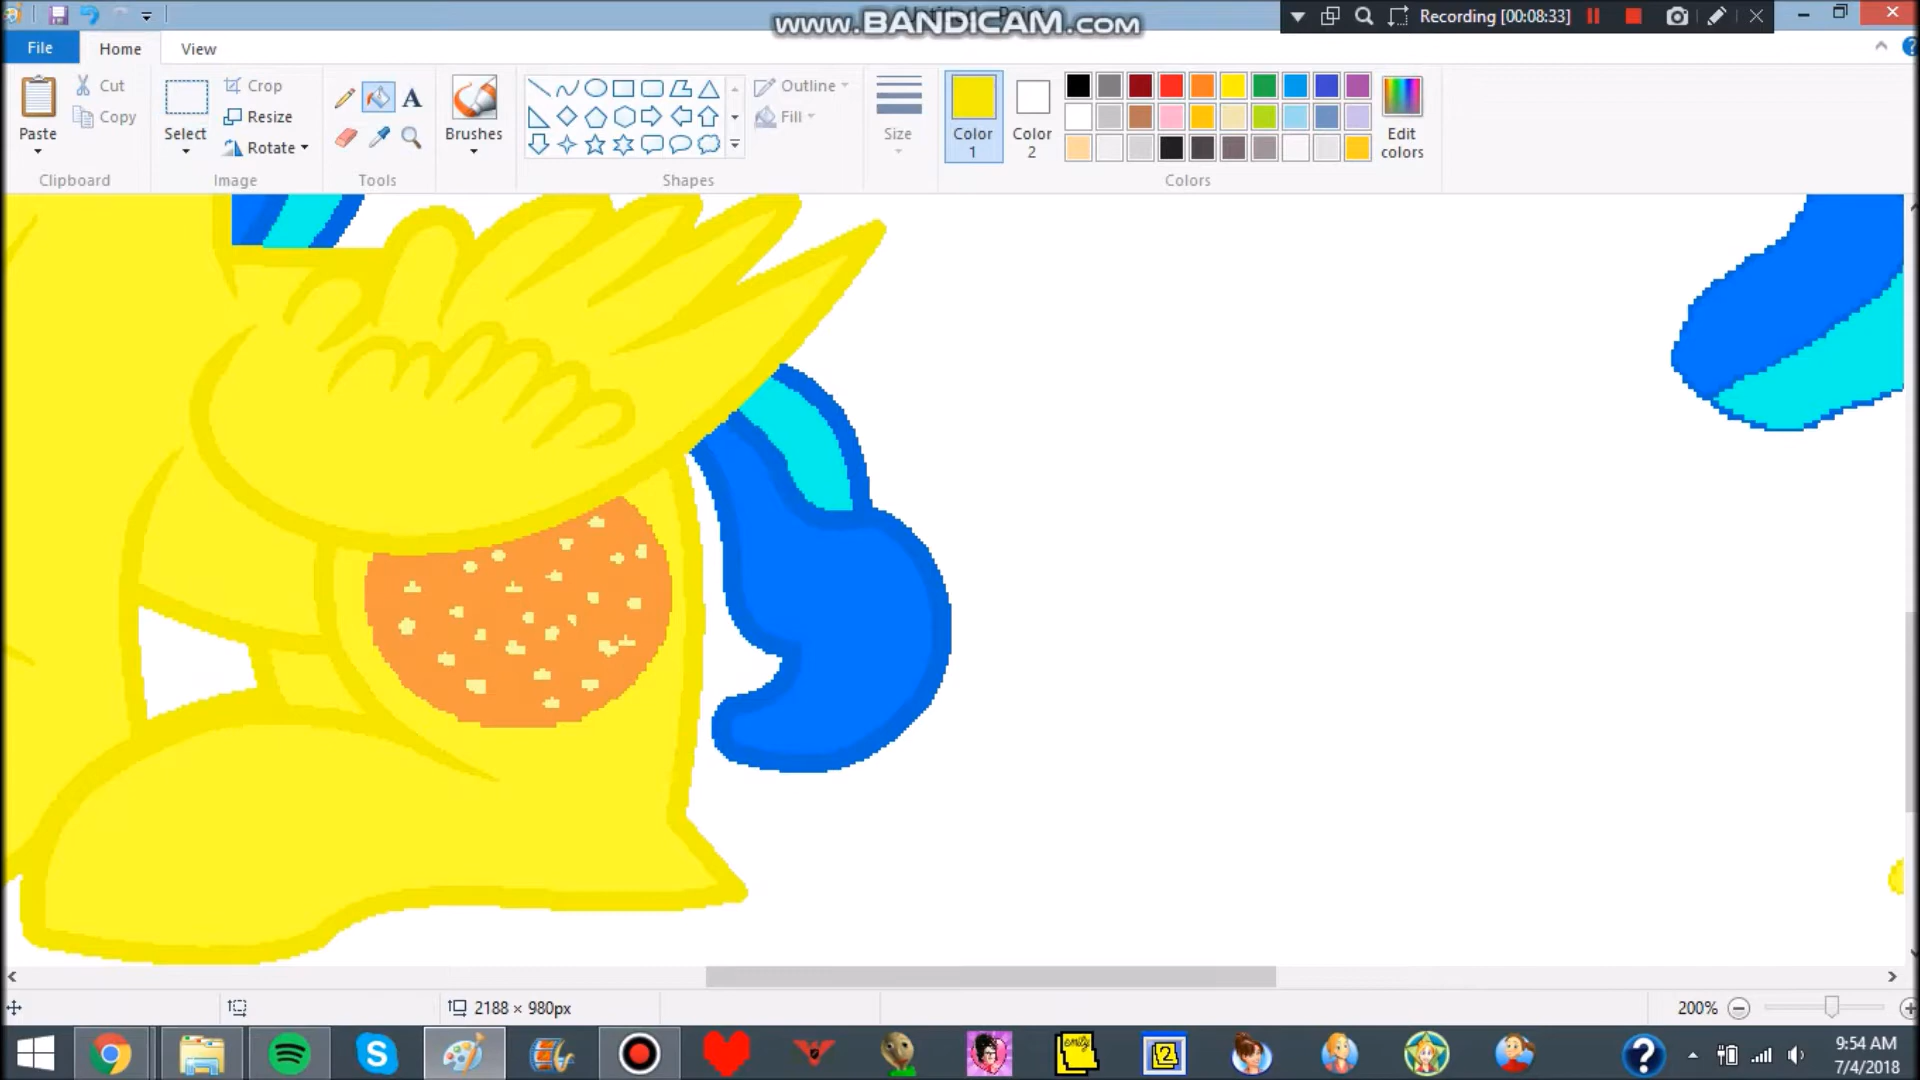 www.BANDICAM.com
Recording [00:08:33]
File Home View
Paste
Cut
Copy
Clipboard
Select
Crop
Resize
Rotate
Image
A
Tools
Brushes
Outline
Fill
Shapes
Size
Color 1
Color 2
Edit colors
Colors
2188 × 980px
200%
emily
2
9:54 AM
7/4/2018